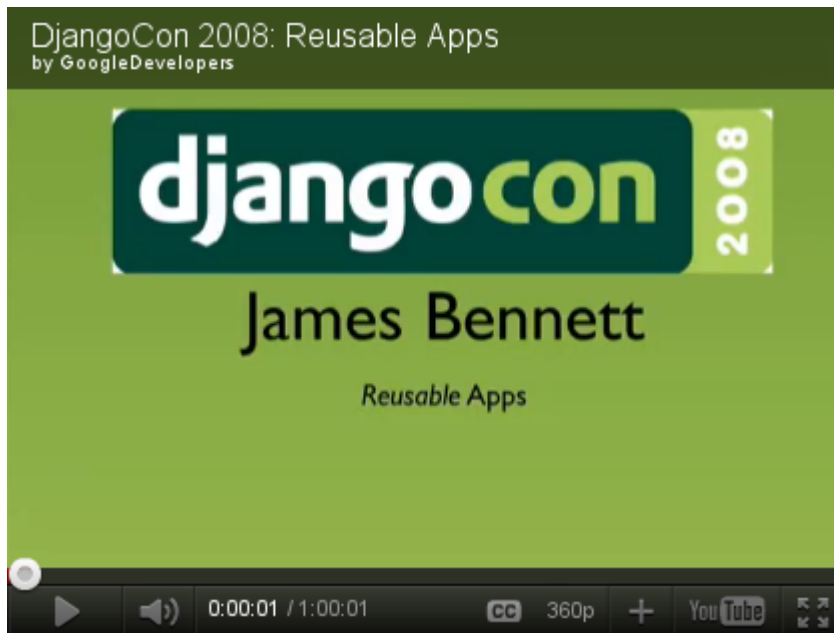 DjangoCon 2008: Reusable Apps
by GoogleDevelopers
djangocon
2008
James Bennett
Reusable Apps
0:00:01 / 1:00:01
CC
360p
YouTube